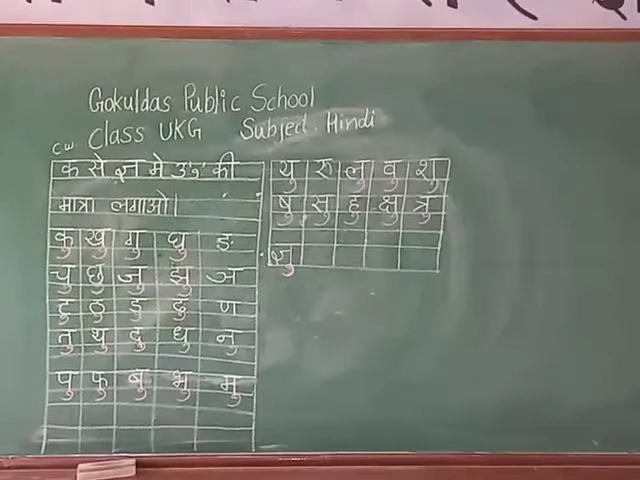 Gokuldas Public School
Class UKG Subject. Hindi
CW
क से ज्ञ मे उ ' ु ' की
मात्रा लगाओ।
कु खु गु घु ङ
चु छु जु झु ञ
टु ठु डु ढु ण
तु थु दु धु नु
पु फु बु भु मु
यु रु लु वु शु
षु सु हु क्षु त्रु